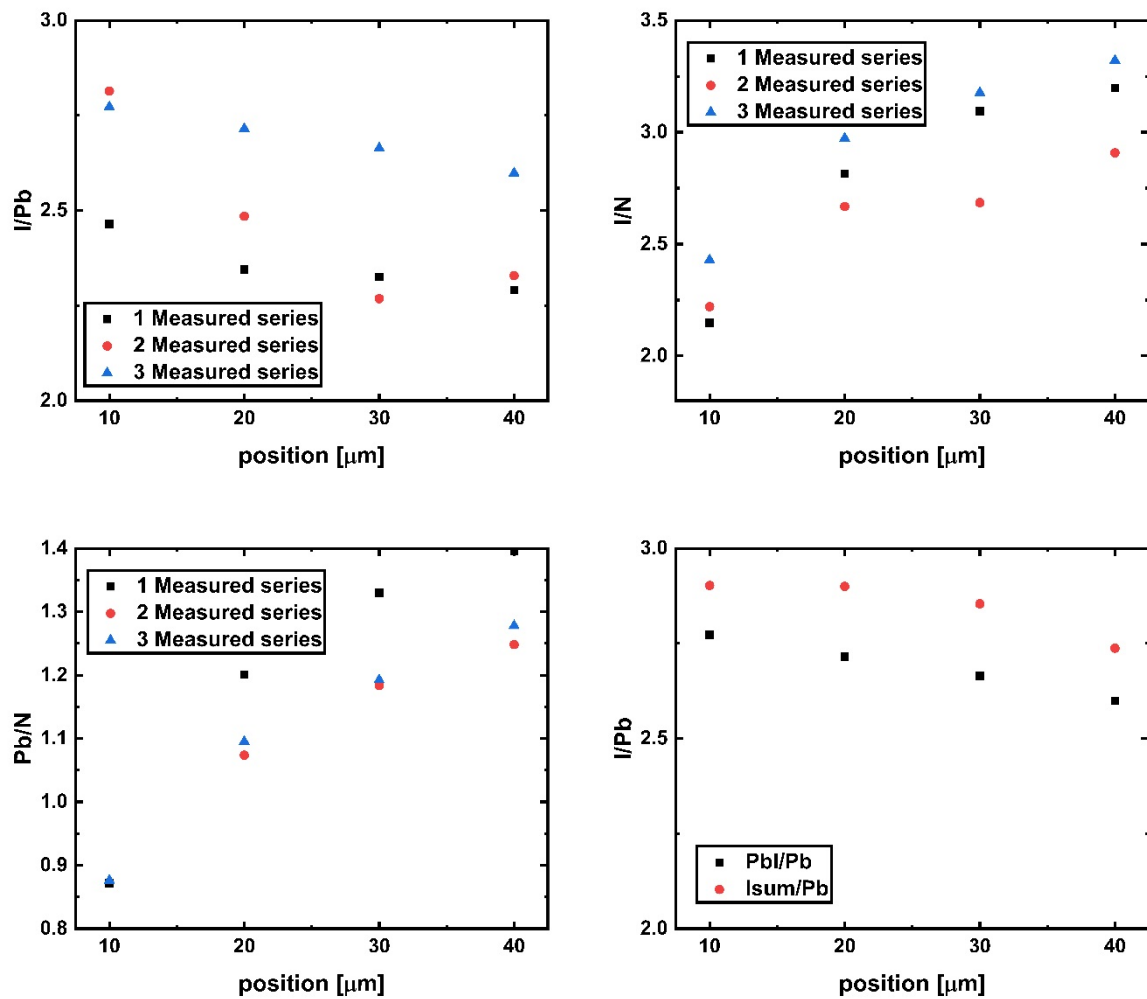 3.0
2.5
2.0
I/Pb
1 Measured series
2 Measured series
3 Measured series
10 20 30 40
position [μm]
3.5
3.0
2.5
2.0
I/N
1 Measured series
2 Measured series
3 Measured series
10 20 30 40
position [μm]
1.4
1.3
1.2
1.1
1.0
0.9
0.8
Pb/N
1 Measured series
2 Measured series
3 Measured series
10 20 30 40
position [μm]
3.0
2.5
2.0
I/Pb
PbI/Pb
Isum/Pb
10 20 30 40
position [μm]